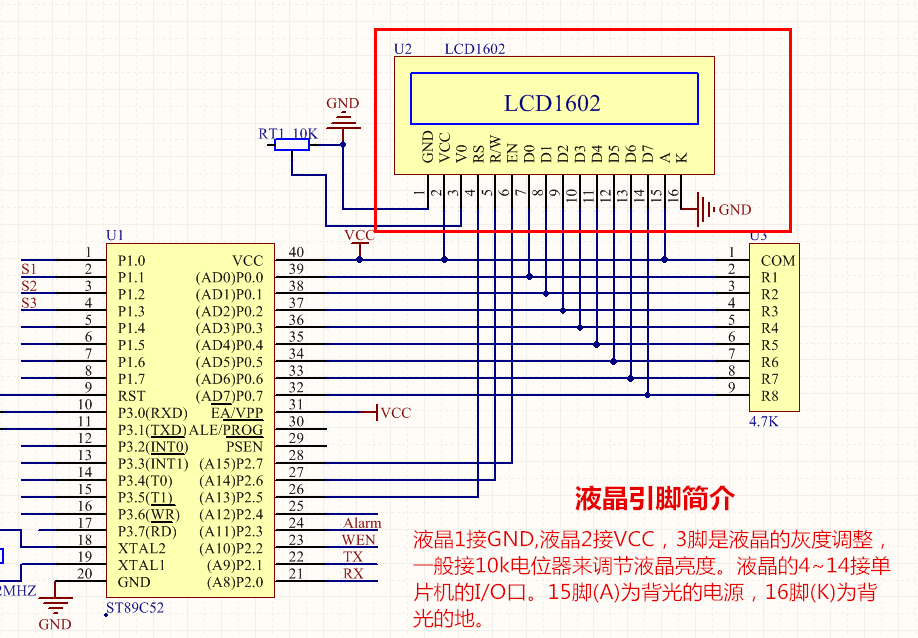 U2 LCD1602
LCD1602
GND VCC V0 RS R/W EN D0 D1 D2 D3 D4 D5 D6 D7 A K
1 2 3 4 5 6 7 8 9 10 11 12 13 14 15 16
GND
GND
RT1 10K
VCC
U1
1 P1.0 VCC 40
S1 2 P1.1 (AD0)P0.0 39
S2 3 P1.2 (AD1)P0.1 38
S3 4 P1.3 (AD2)P0.2 37
5 P1.4 (AD3)P0.3 36
6 P1.5 (AD4)P0.4 35
7 P1.6 (AD5)P0.5 34
8 P1.7 (AD6)P0.6 33
9 RST (AD7)P0.7 32
10 P3.0(RXD) EA/VPP 31 VCC
11 P3.1(TXD) ALE/PROG 30
12 P3.2(INT0) PSEN 29
13 P3.3(INT1) (A15)P2.7 28
14 P3.4(T0) (A14)P2.6 27
15 P3.5(T1) (A13)P2.5 26
16 P3.6(WR) (A12)P2.4 25
17 P3.7(RD) (A11)P2.3 24 Alarm
18 XTAL2 (A10)P2.2 23 WEN
19 XTAL1 (A9)P2.1 22 TX
20 GND (A8)P2.0 21 RX
ST89C52
2MHZ
GND
U3
1 COM
2 R1
3 R2
4 R3
5 R4
6 R5
7 R6
8 R7
9 R8
4.7K
液晶引脚简介
液晶1接GND,液晶2接VCC，3脚是液晶的灰度调整，
一般接10k电位器来调节液晶亮度。液晶的4~14接单
片机的I/O口。15脚(A)为背光的电源，16脚(K)为背
光的地。